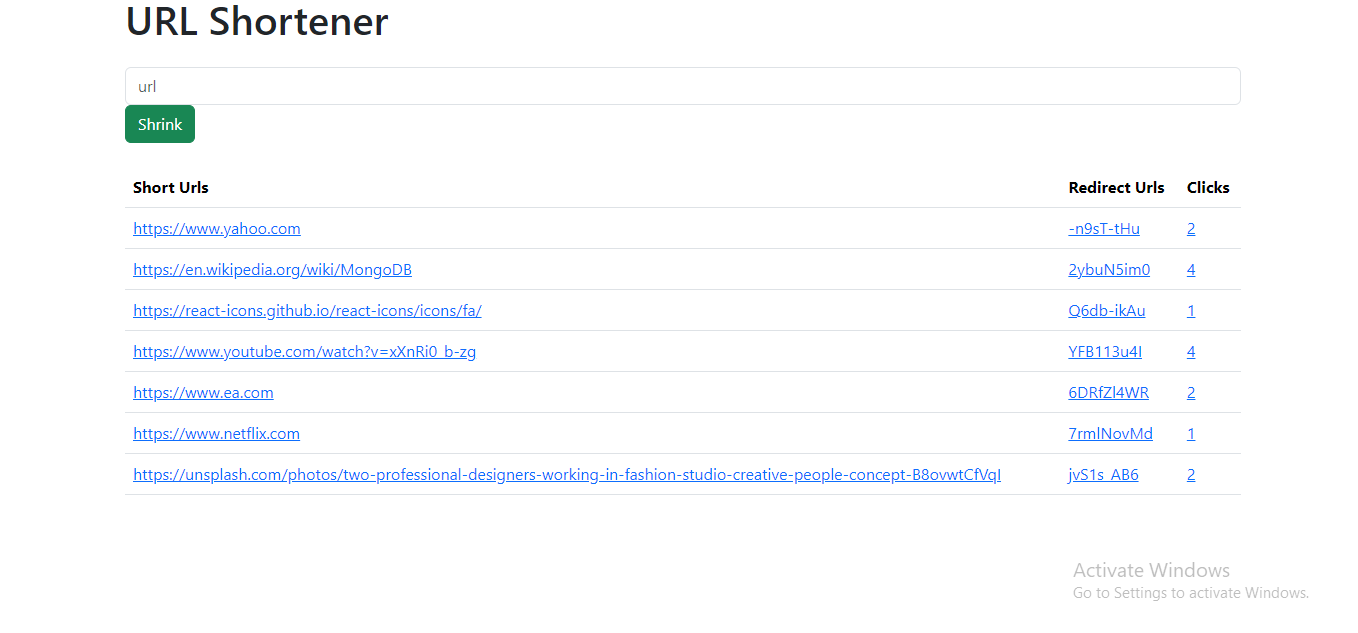 URL Shortener
url
Shrink
Short Urls Redirect Urls Clicks
https://www.yahoo.com -n9sT-tHu 2
https://en.wikipedia.org/wiki/MongoDB 2ybuN5im0 4
https://react-icons.github.io/react-icons/icons/fa/ Q6db-ikAu 1
https://www.youtube.com/watch?v=xXnRi0_b-zg YFB113u4I 4
https://www.ea.com 6DRfZl4WR 2
https://www.netflix.com 7rmlNovMd 1
https://unsplash.com/photos/two-professional-designers-working-in-fashion-studio-creative-people-concept-B8ovwtCfVqI jvS1s_AB6 2
Activate Windows
Go to Settings to activate Windows.